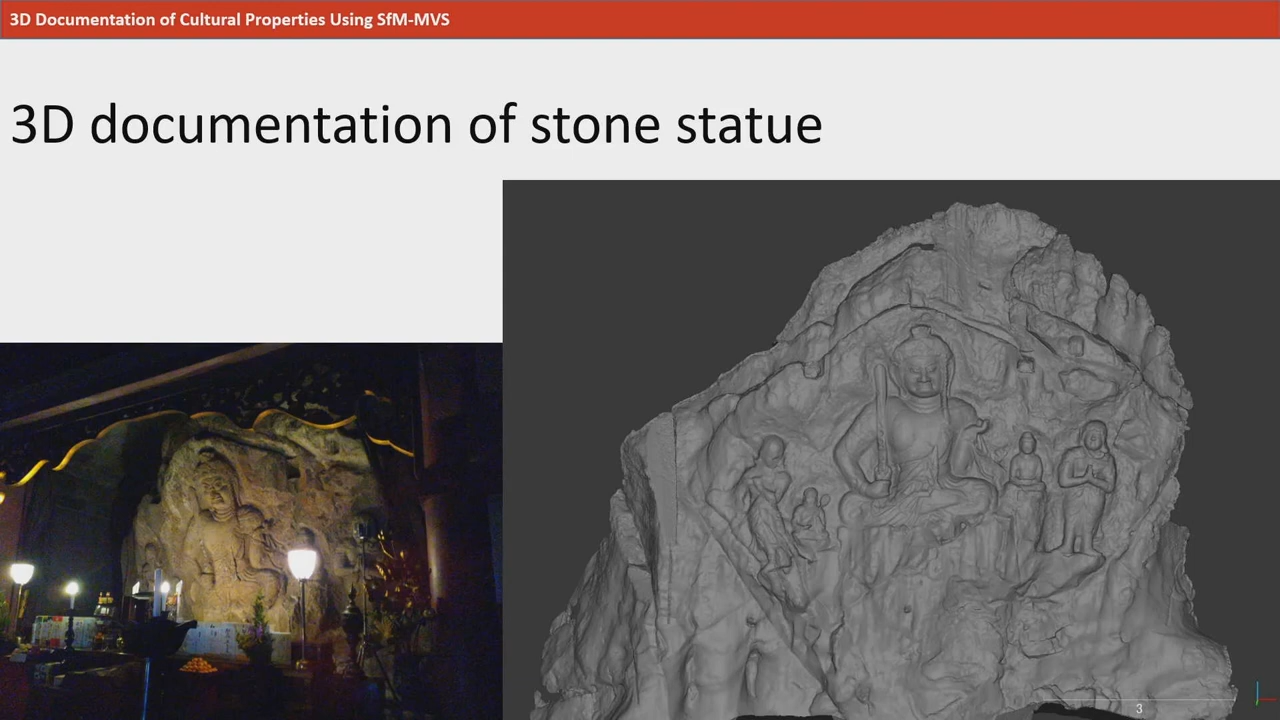 3D Documentation of Cultural Properties Using SfM-MVS
3D documentation of stone statue
3